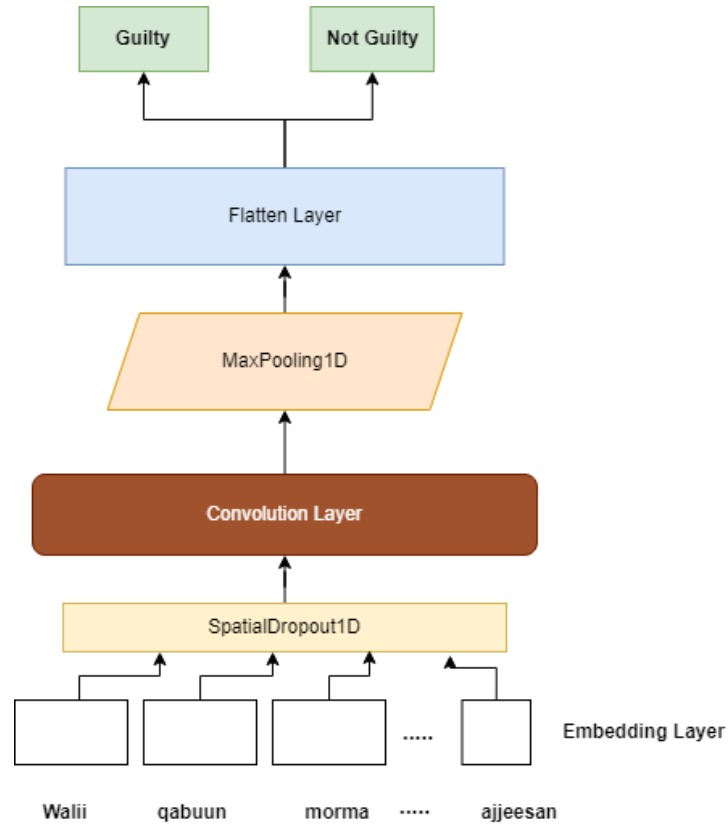 Guilty
Not Guilty
Flatten Layer
MaxPooling1D
Convolution Layer
SpatialDropout1D
..... Embedding Layer
Walii qabuun morma ..... ajjeesan